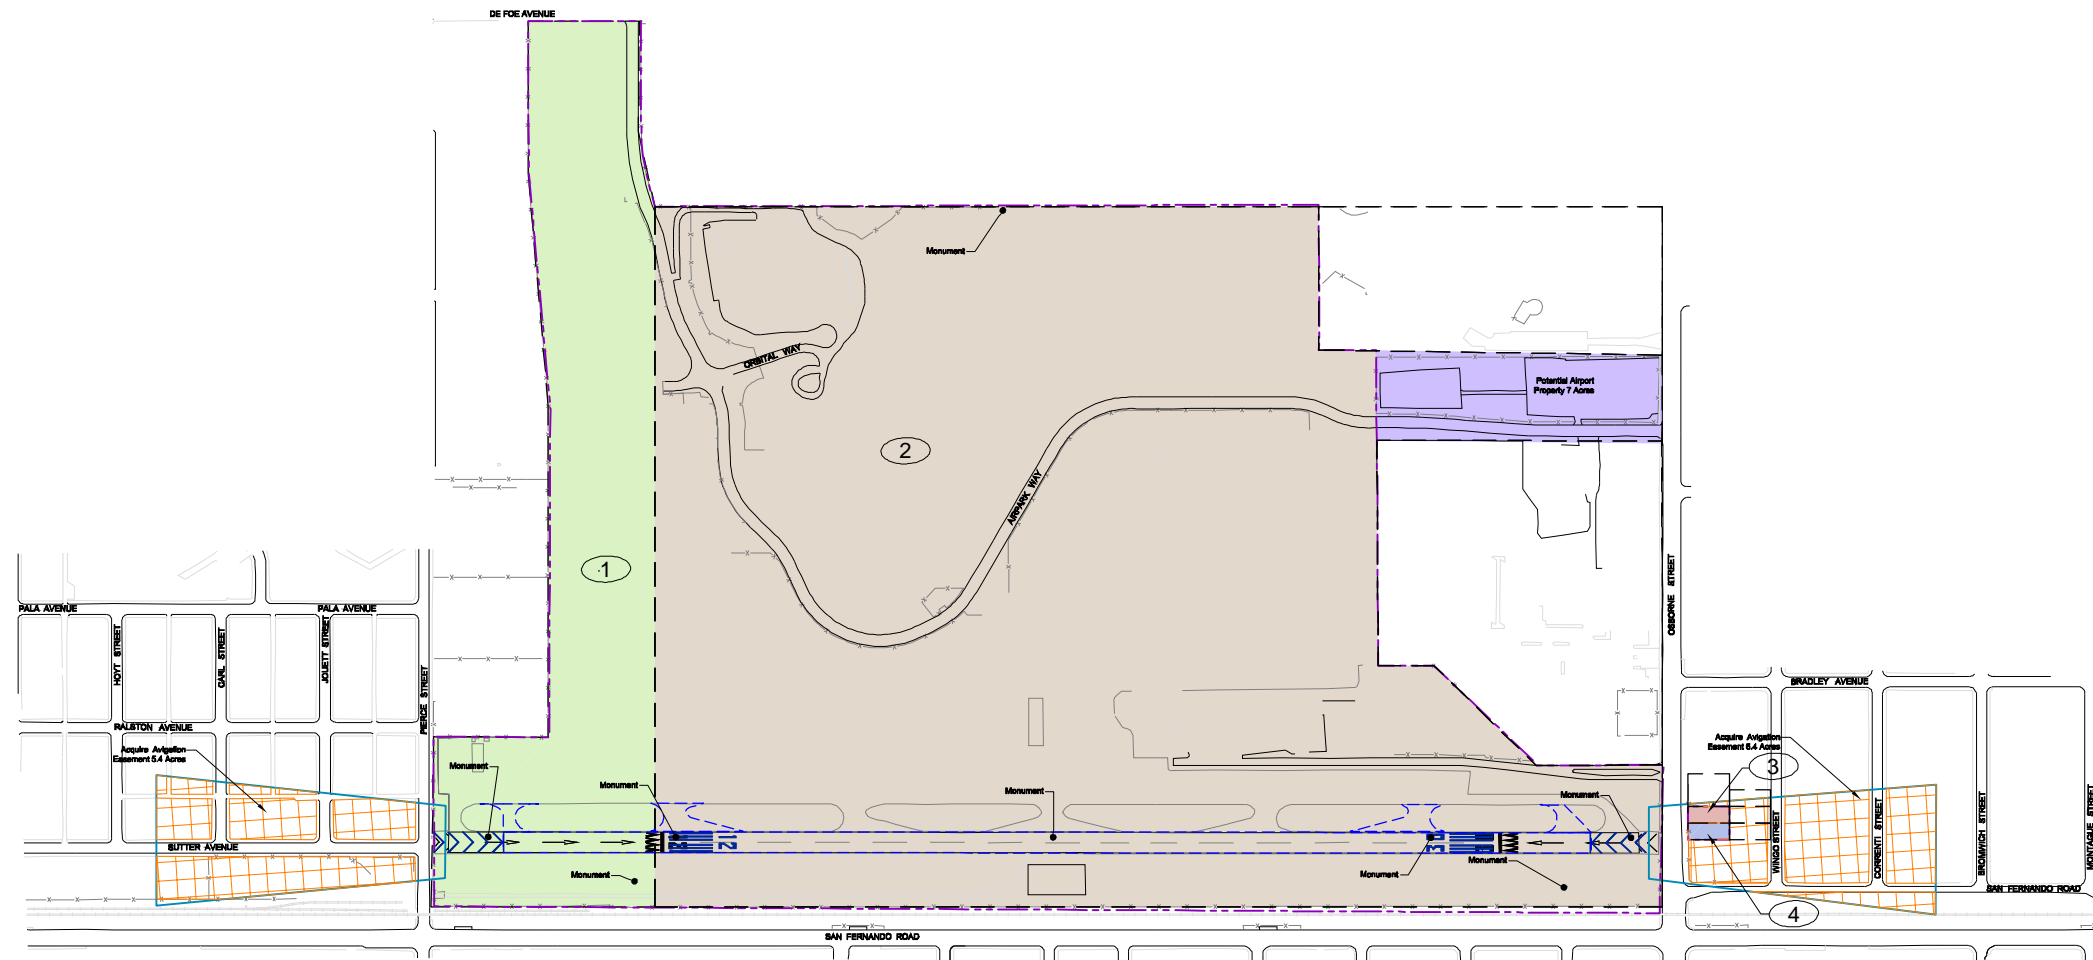 DE FOE AVENUE
Monument
ORBITAL WAY
Potential Airport
Property 7 Acres
2
AIRPARK WAY
1
OSBORNE STREET
PALA AVENUE
PALA AVENUE
HOYT STREET
CARL STREET
JOUETT STREET
PIERCE STREET
BRADLEY AVENUE
RALSTON AVENUE
Acquire Avigation
Easement 5.4 Acres
Acquire Avigation
Easement 6.4 Acres
Monument
Monument
Monument
Monument
3
12
SUTTER AVENUE
WINGO STREET
CORRENTI STREET
BROMWICH STREET
MONTAGUE STREET
Monument
Monument
Monument
SAN FERNANDO ROAD
4
SAN FERNANDO ROAD